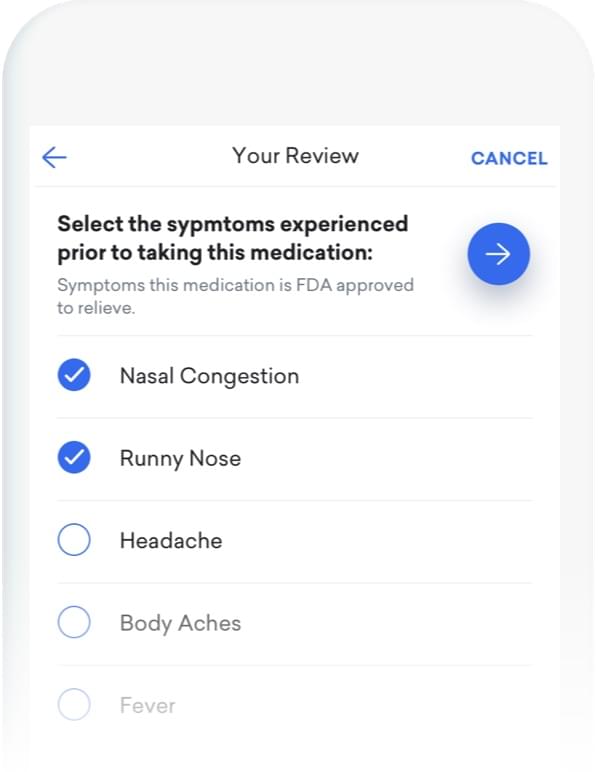 Your Review
CANCEL
Select the sypmtoms experienced
prior to taking this medication:
Symptoms this medication is FDA approved
to relieve.
Nasal Congestion
Runny Nose
Headache
Body Aches
Fever